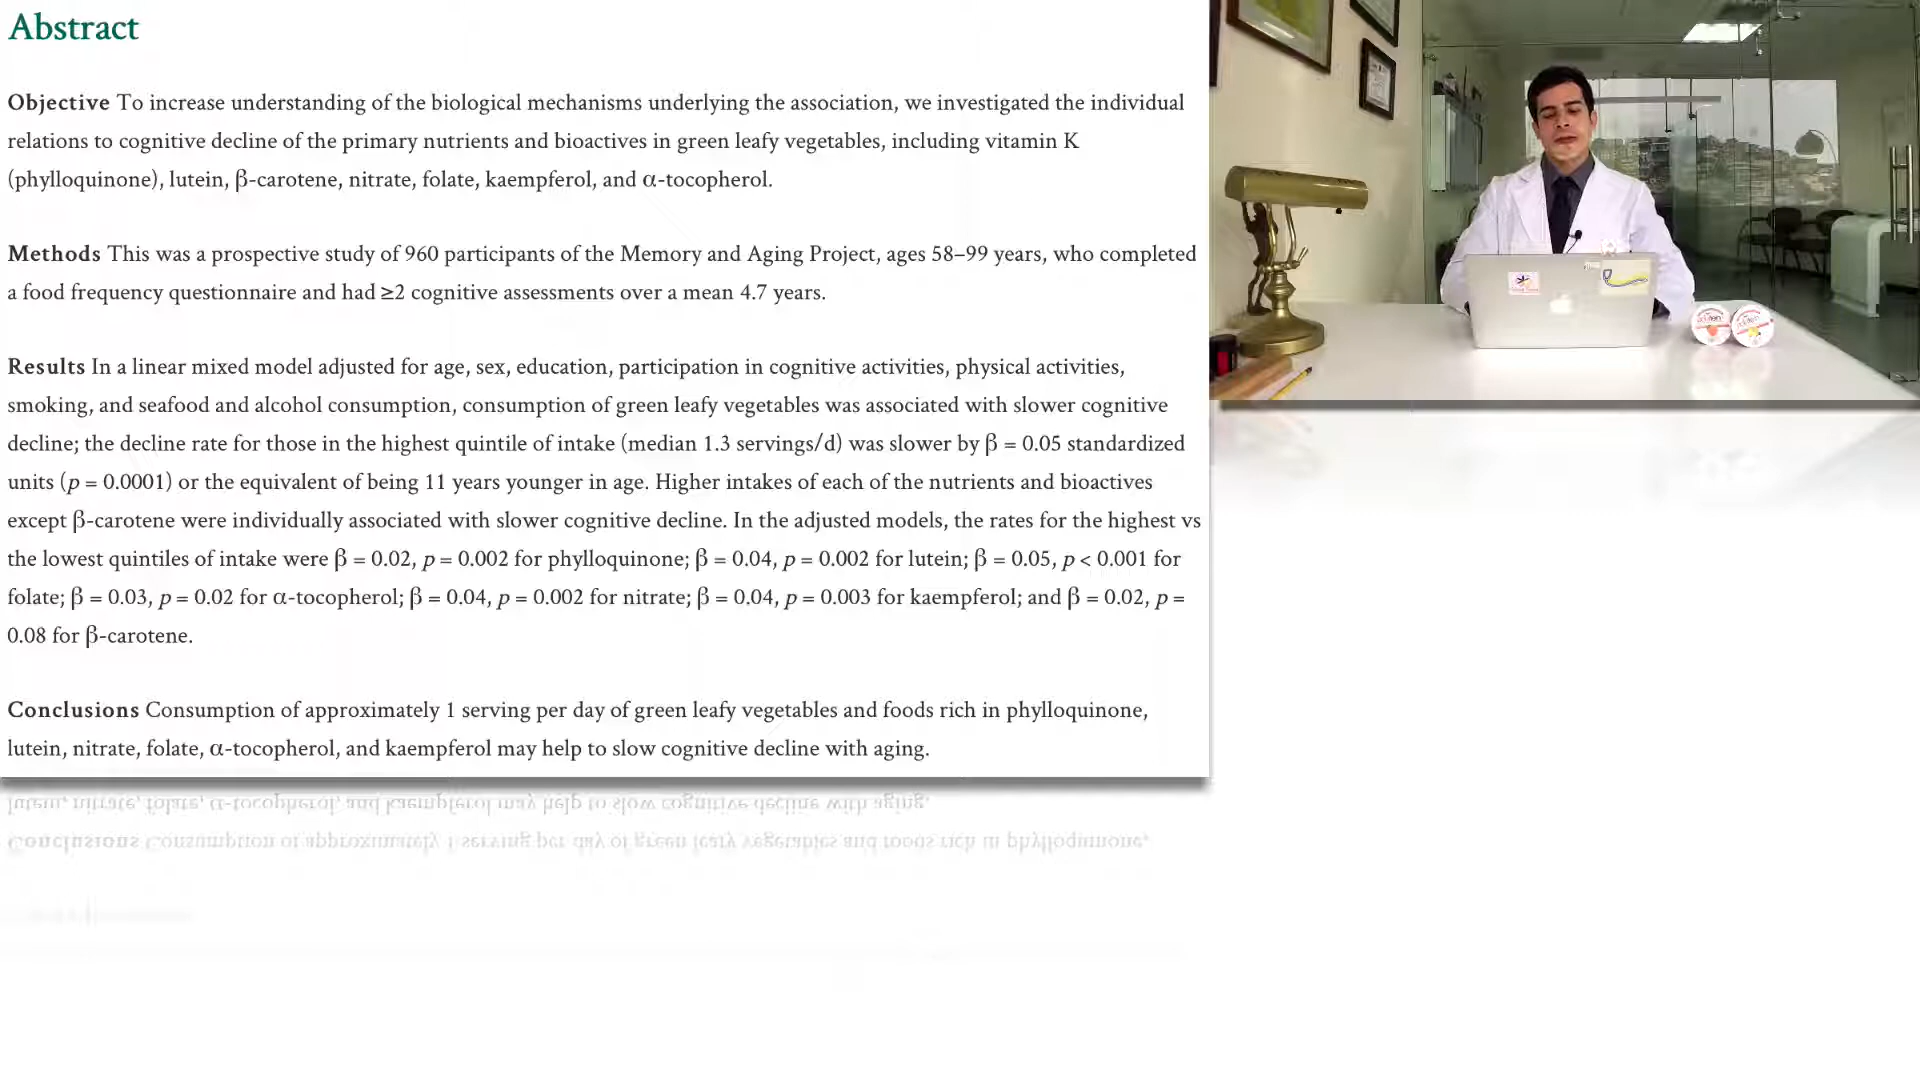 Abstract
Objective To increase understanding of the biological mechanisms underlying the association, we investigated the individual
relations to cognitive decline of the primary nutrients and bioactives in green leafy vegetables, including vitamin K
(phylloquinone), lutein, β-carotene, nitrate, folate, kaempferol, and α-tocopherol.
Methods This was a prospective study of 960 participants of the Memory and Aging Project, ages 58–99 years, who completed
a food frequency questionnaire and had ≥2 cognitive assessments over a mean 4.7 years.
Results In a linear mixed model adjusted for age, sex, education, participation in cognitive activities, physical activities,
smoking, and seafood and alcohol consumption, consumption of green leafy vegetables was associated with slower cognitive
decline; the decline rate for those in the highest quintile of intake (median 1.3 servings/d) was slower by β = 0.05 standardized
units (p = 0.0001) or the equivalent of being 11 years younger in age. Higher intakes of each of the nutrients and bioactives
except β-carotene were individually associated with slower cognitive decline. In the adjusted models, the rates for the highest vs
the lowest quintiles of intake were β = 0.02, p = 0.002 for phylloquinone; β = 0.04, p = 0.002 for lutein; β = 0.05, p < 0.001 for
folate; β = 0.03, p = 0.02 for α-tocopherol; β = 0.04, p = 0.002 for nitrate; β = 0.04, p = 0.003 for kaempferol; and β = 0.02, p =
0.08 for β-carotene.
Conclusions Consumption of approximately 1 serving per day of green leafy vegetables and foods rich in phylloquinone,
lutein, nitrate, folate, α-tocopherol, and kaempferol may help to slow cognitive decline with aging.